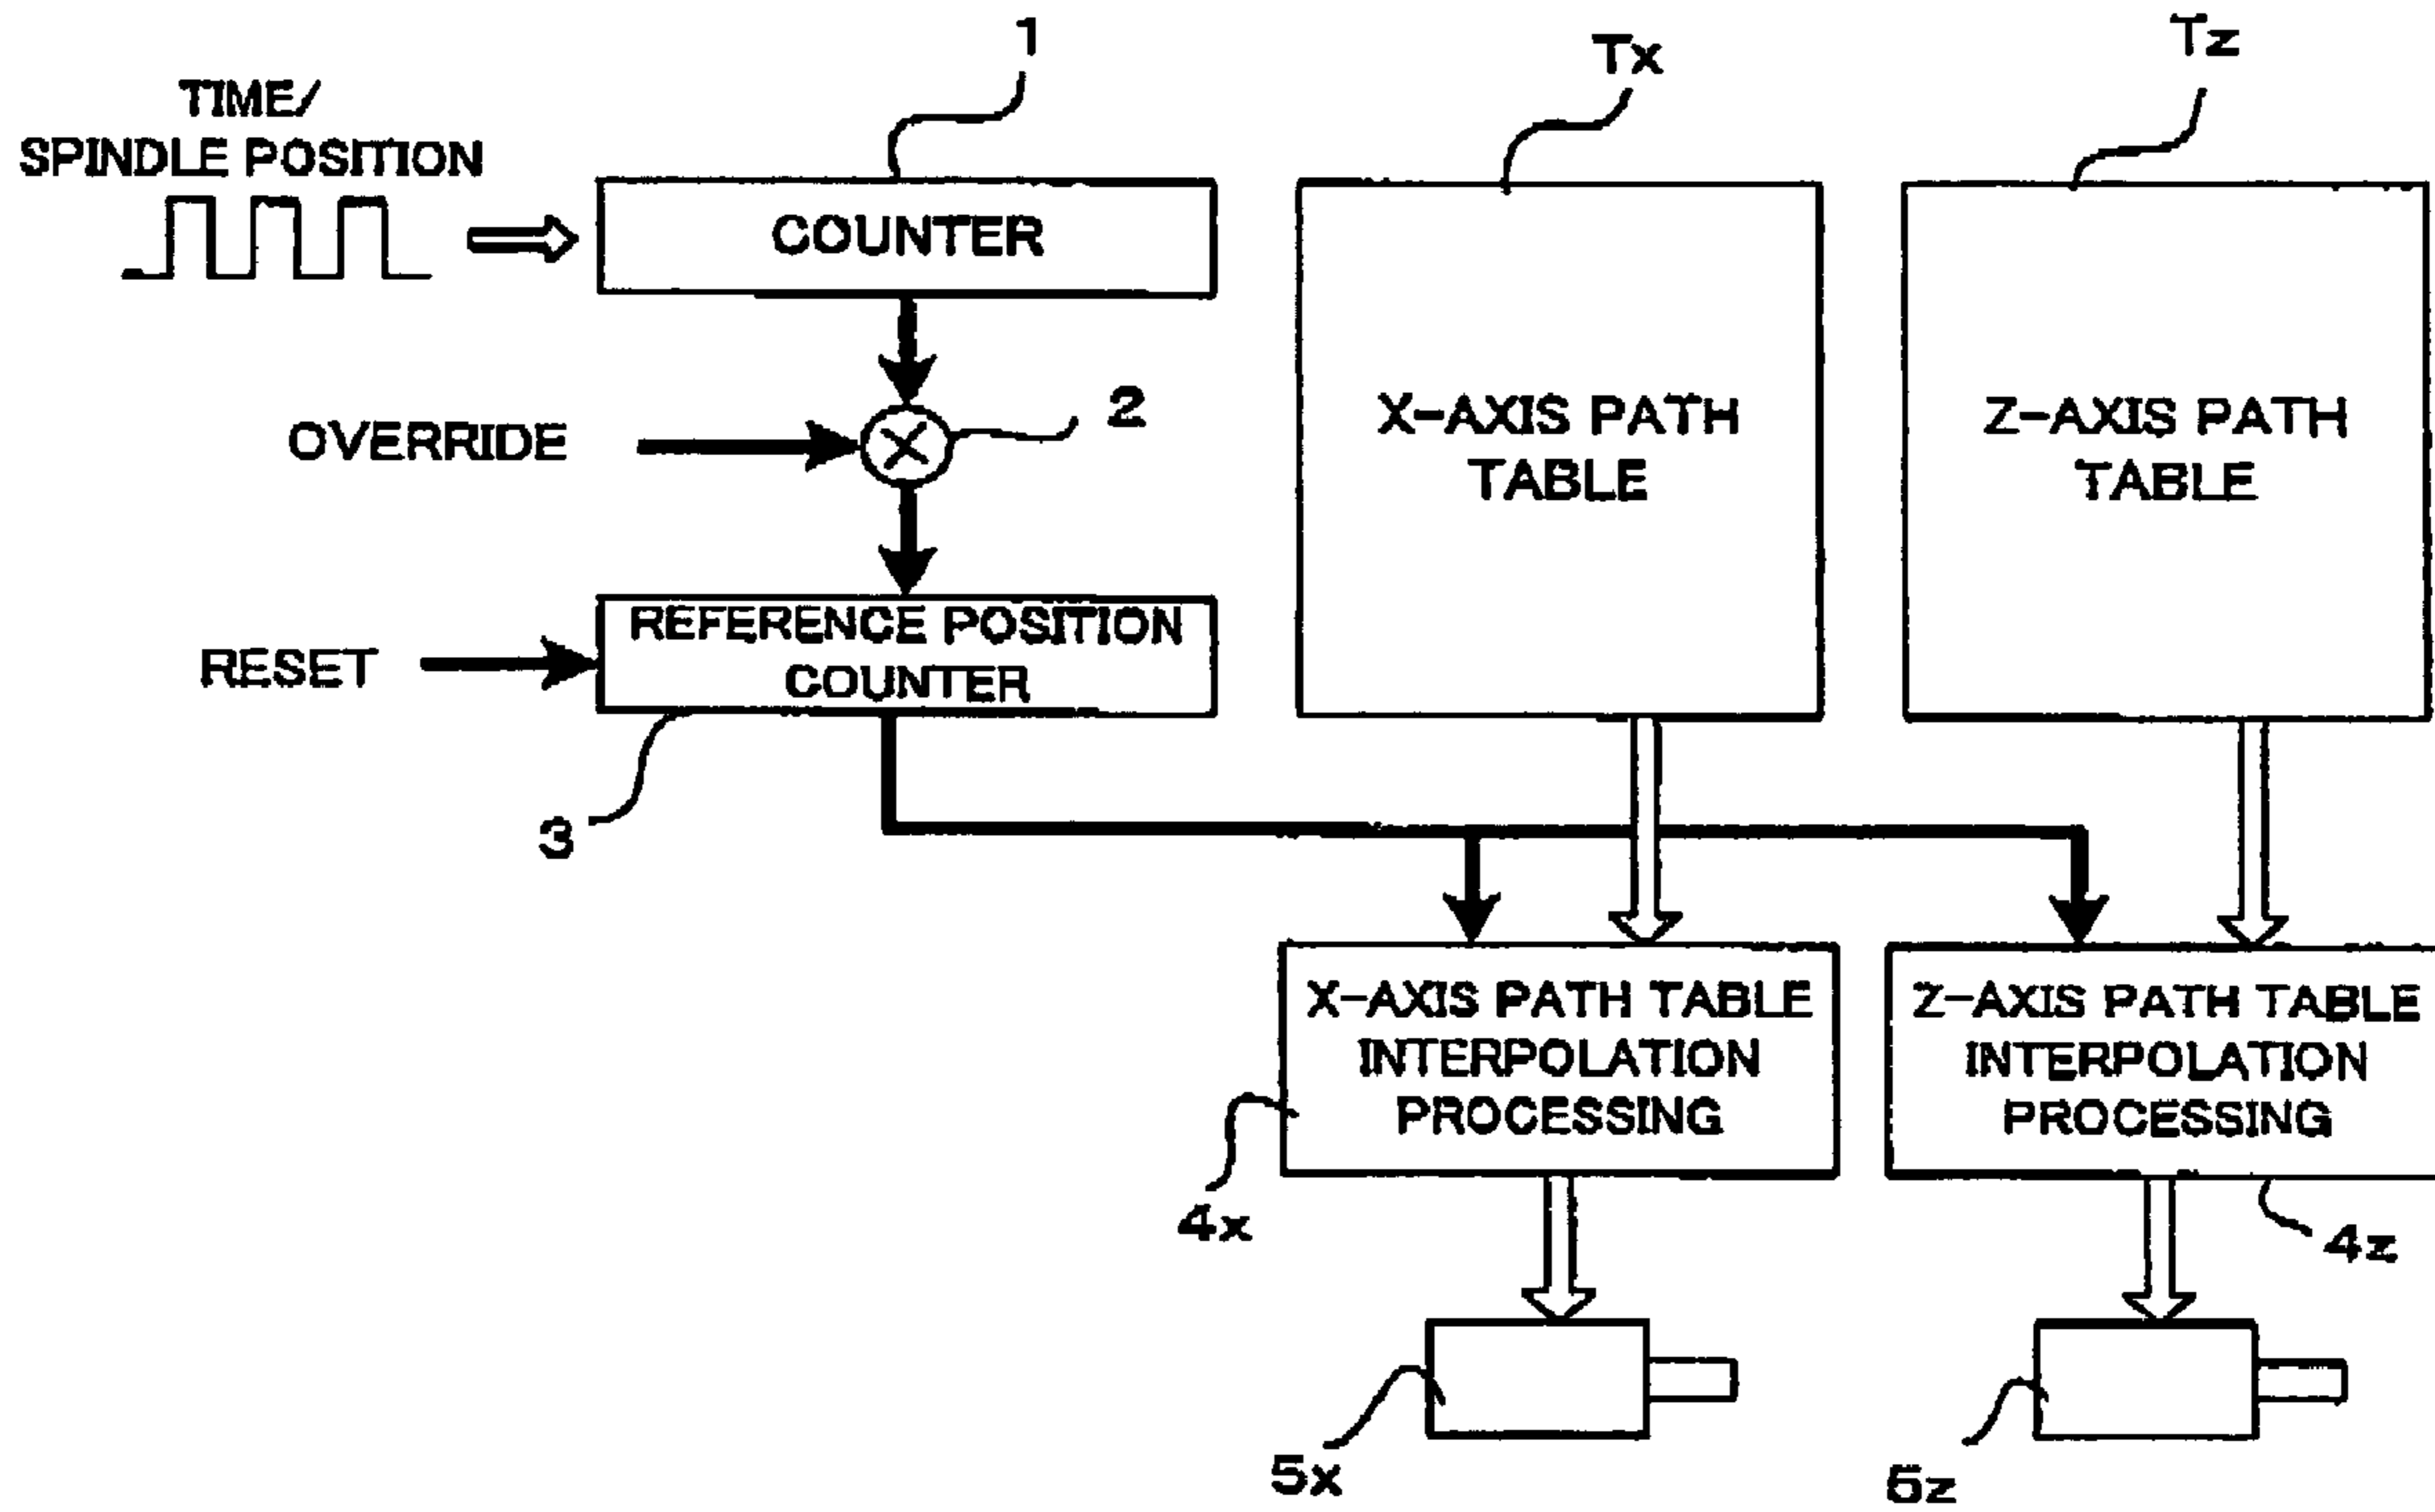 1
Tx
Tz
TIME/
SPINDLE POSITION
COUNTER
X-AXIS PATH
TABLE
Z-AXIS PATH
TABLE
OVERRIDE
2
REFERENCE POSITION
COUNTER
RESET
3
X-AXIS PATH TABLE
INTERPOLATION
PROCESSING
Z-AXIS PATH TABLE
INTERPOLATION
PROCESSING
4x
4z
5x
5z